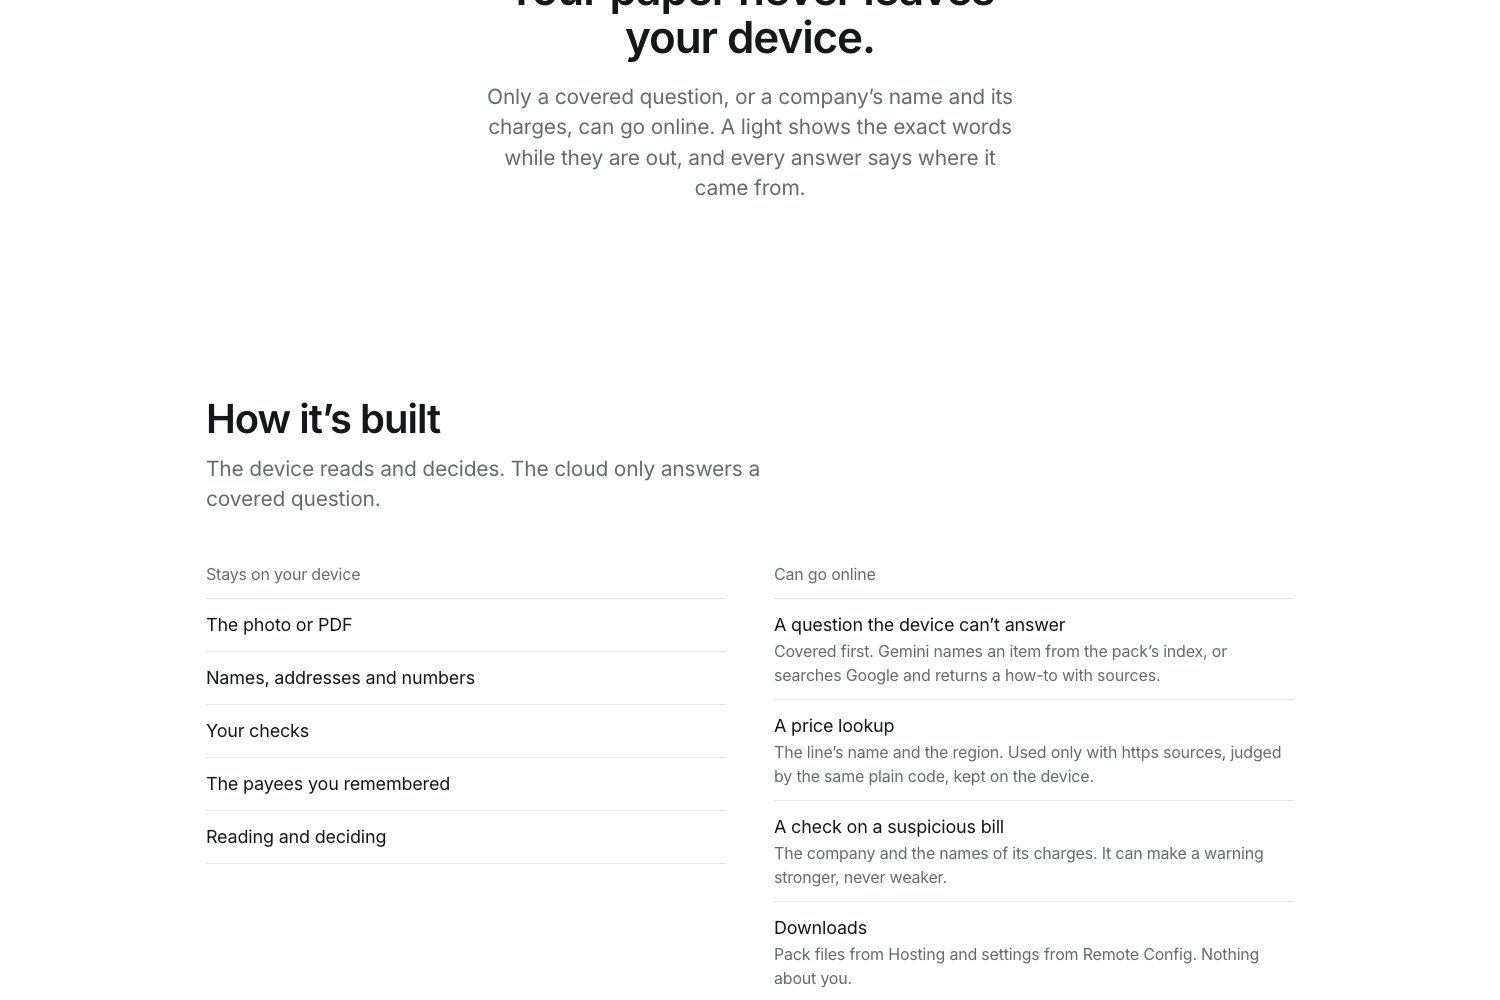 Your paper never leaves
your device.
Only a covered question, or a company’s name and its
charges, can go online. A light shows the exact words
while they are out, and every answer says where it
came from.
How it’s built
The device reads and decides. The cloud only answers a
covered question.
Stays on your device
The photo or PDF
Names, addresses and numbers
Your checks
The payees you remembered
Reading and deciding
Can go online
A question the device can’t answer
Covered first. Gemini names an item from the pack’s index, or
searches Google and returns a how-to with sources.
A price lookup
The line’s name and the region. Used only with https sources, judged
by the same plain code, kept on the device.
A check on a suspicious bill
The company and the names of its charges. It can make a warning
stronger, never weaker.
Downloads
Pack files from Hosting and settings from Remote Config. Nothing
about you.